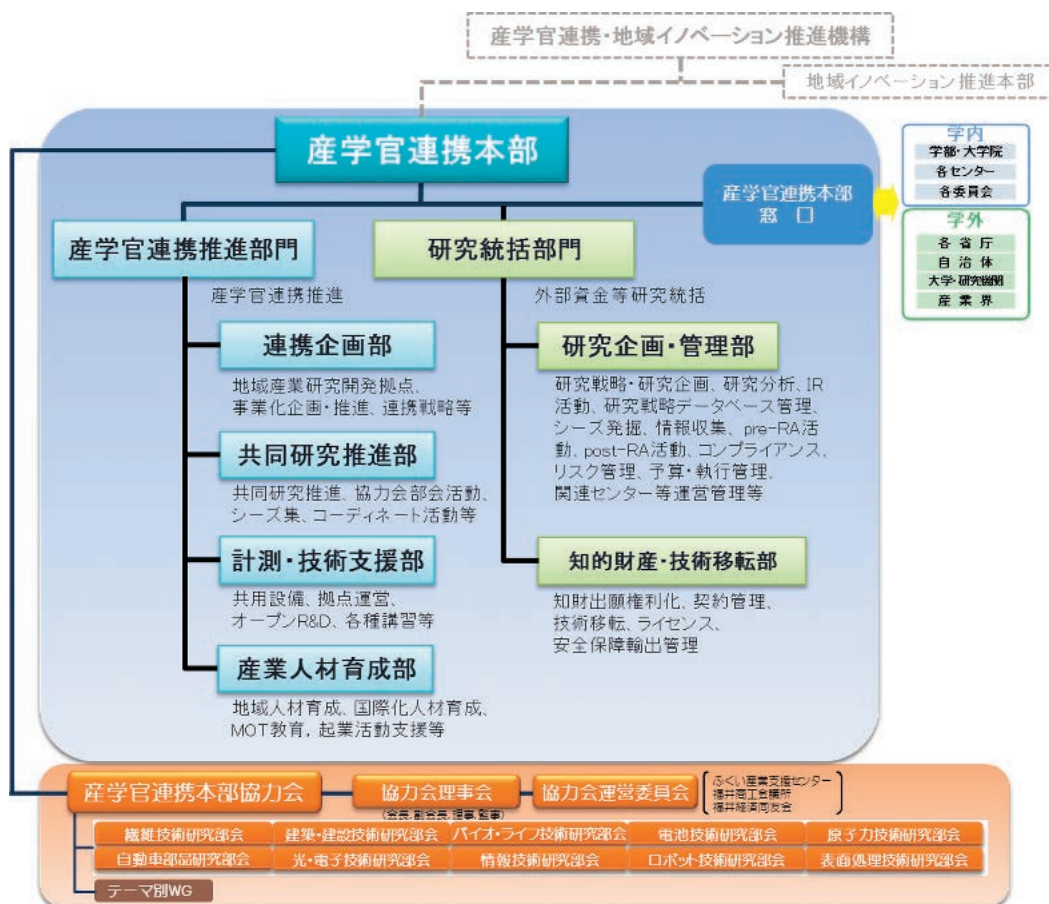 産学官連携・地域イノベーション推進機構
地域イノベーション推進本部
産学官連携本部
産学官連携本部
窓 口
学内
学部・大学院
各センター
各委員会
学外
各 省 庁
自 治 体
大学・研究機関
産 業 界
産学官連携推進部門
産学官連携推進
連携企画部
地域産業研究開発拠点、
事業化企画・推進、連携戦略等
共同研究推進部
共同研究推進、協力会部会活動、
シーズ集、コーディネート活動等
計測・技術支援部
共用設備、拠点運営、
オープンR&D、各種講習等
産業人材育成部
地域人材育成、国際化人材育成、
MOT教育，起業活動支援等
研究統括部門
外部資金等研究統括
研究企画・管理部
研究戦略・研究企画、研究分析、IR
活動、研究戦略データベース管理、
シーズ発掘、情報収集、pre-RA活
動、post-RA活動、コンプライアンス、
リスク管理、予算・執行管理、
関連センター等運営管理等
知的財産・技術移転部
知財出願権利化、契約管理、
技術移転、ライセンス、
安全保障輸出管理
産学官連携本部協力会
協力会理事会
(会長、副会長、理事、監事)
協力会運営委員会
ふくい産業支援センター
福井商工会議所
福井経済同友会
繊維技術研究部会
建築・建設技術研究部会
バイオ・ライフ技術研究部会
電池技術研究部会
原子力技術研究部会
自動車部品研究部会
光・電子技術研究部会
情報技術研究部会
ロボット技術研究部会
表面処理技術研究部会
テーマ別WG